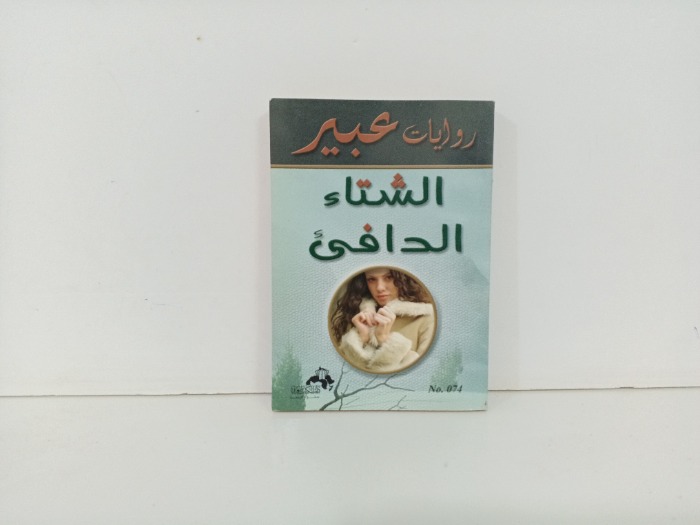 روايات عبير
الشتاء
الدافئ
No. 074